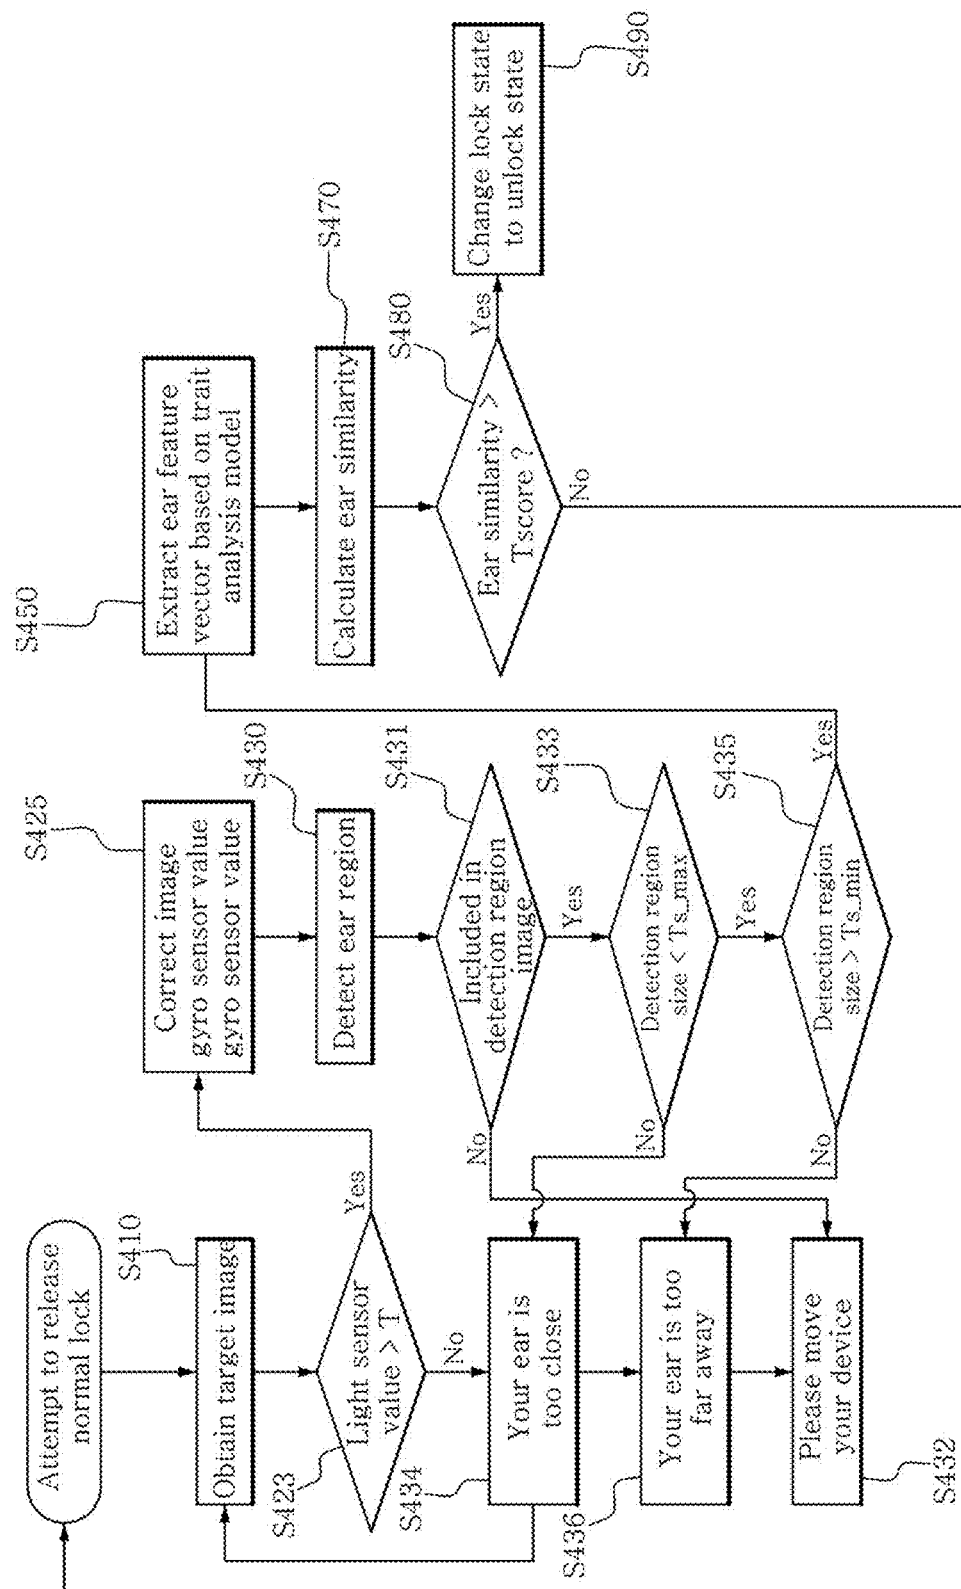 Attempt to release
normal lock
S410
Obtain target image
S423
Light sensor
value > T
Yes
No
S434
Your ear is
too close
S436
Your ear is too
far away
S432
Please move
your device
S425
Correct image
gyro sensor value
gyro sensor value
S430
Detect ear region
S431
Included in
detection region
image
No
Yes
S433
Detection region
size < Ts_max
No
Yes
S435
Detection region
size > Ts_min
No
Yes
S450
Extract ear feature
vector based on trait
analysis model
S470
Calculate ear similarity
S480
Ear similarity >
Tscore ?
Yes
No
S490
Change lock state
to unlock state